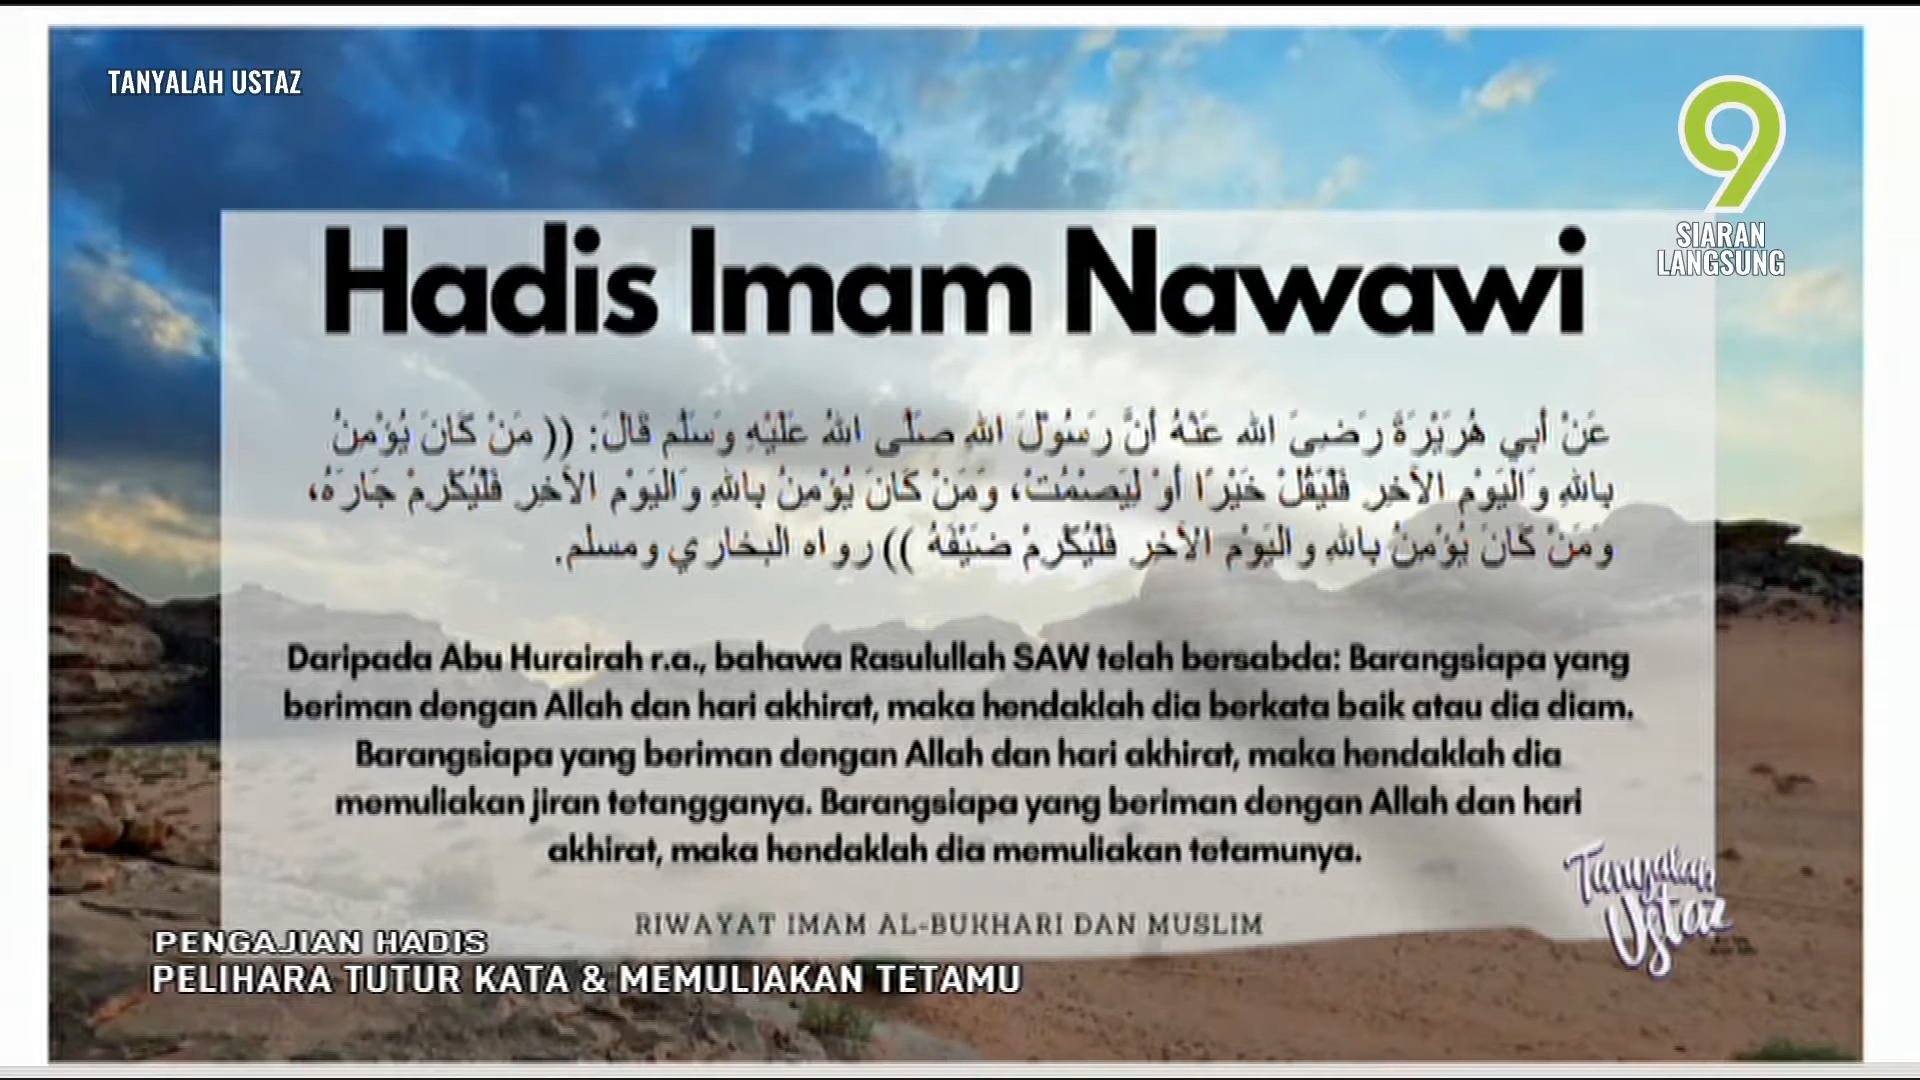 TANYALAH USTAZ
9
SIARAN
LANGSUNG
Hadis Imam Nawawi
عَنْ أَبِي هُرَيْرَةَ رَضِيَ الله عَنْهُ أَنَّ رَسُوْلَ اللهِ صَلَّى اللهُ عَلَيْهِ وَسَلَّم قَالَ: (( مَنْ كَانَ يُؤْمِنُ
بِاللهِ وَالْيَوْمِ الآخِرِ فَلْيَقُلْ خَيْرًا أَوْ لِيَصْمُتْ، وَمَنْ كَانَ يُؤْمِنُ بِاللهِ وَالْيَوْمِ الآخِرِ فَلْيُكْرِمْ جَارَهُ،
وَمَنْ كَانَ يُؤْمِنُ بِاللهِ والْيَوْمِ الآخِرِ فَلْيُكْرِمْ ضَيْفَهُ )) رواه البخاري ومسلم.
Daripada Abu Hurairah r.a., bahawa Rasulullah SAW telah bersabda: Barangsiapa yang
beriman dengan Allah dan hari akhirat, maka hendaklah dia berkata baik atau dia diam.
Barangsiapa yang beriman dengan Allah dan hari akhirat, maka hendaklah dia
memuliakan jiran tetangganya. Barangsiapa yang beriman dengan Allah dan hari
akhirat, maka hendaklah dia memuliakan tetamunya.
RIWAYAT IMAM AL-BUKHARI DAN MUSLIM
Tanyalah
Ustaz
PENGAJIAN HADIS
PELIHARA TUTUR KATA & MEMULIAKAN TETAMU